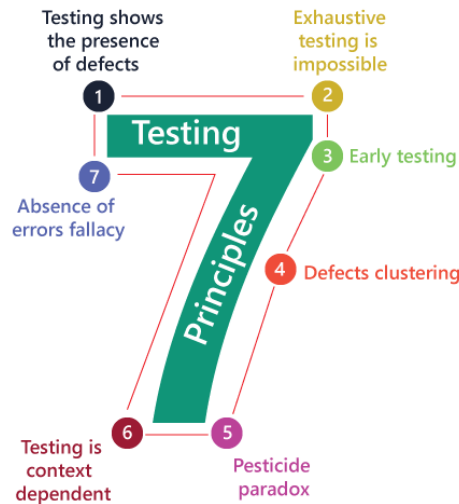 Testing shows
the presence
of defects
1
Exhaustive
testing is
impossible
2
Testing
3
Early testing
7
Absence of
errors fallacy
Principles
4
Defects clustering
6
Testing is
context
dependent
5
Pesticide
paradox